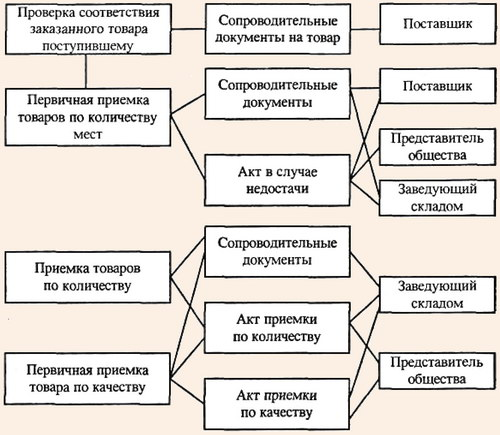 Проверка соответствия
заказанного товара
поступившему
Сопроводительные
документы на товар
Поставщик
Первичная приемка
товаров по количеству
мест
Сопроводительные
документы
Поставщик
Акт в случае
недостачи
Представитель
общества
Заведующий
складом
Приемка товаров
по количеству
Сопроводительные
документы
Заведующий
складом
Акт приемки
по количеству
Первичная приемка
товара по качеству
Представитель
общества
Акт приемки
по качеству